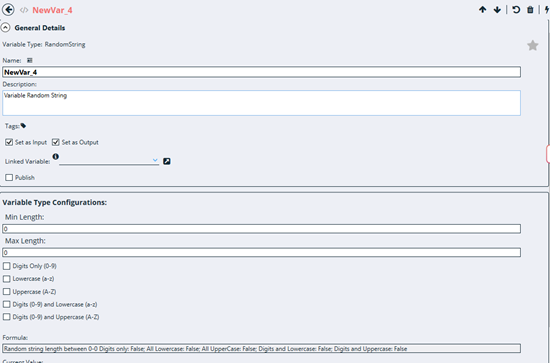 </> NewVar_4
General Details
Variable Type: RandomString
Name:
NewVar_4
Description:
Variable Random String
Tags:
Set as Input Set as Output
Linked Variable:
Publish
Variable Type Configurations:
Min Length:
0
Max Length:
0
Digits Only (0-9)
Lowercase (a-z)
Uppercase (A-Z)
Digits (0-9) and Lowercase (a-z)
Digits (0-9) and Uppercase (A-Z)
Formula:
Random string length between 0-0 Digits only: False; All Lowercase: False; All UpperCase: False; Digits and Lowercase: False; Digits and Uppercase: False
Current Value: